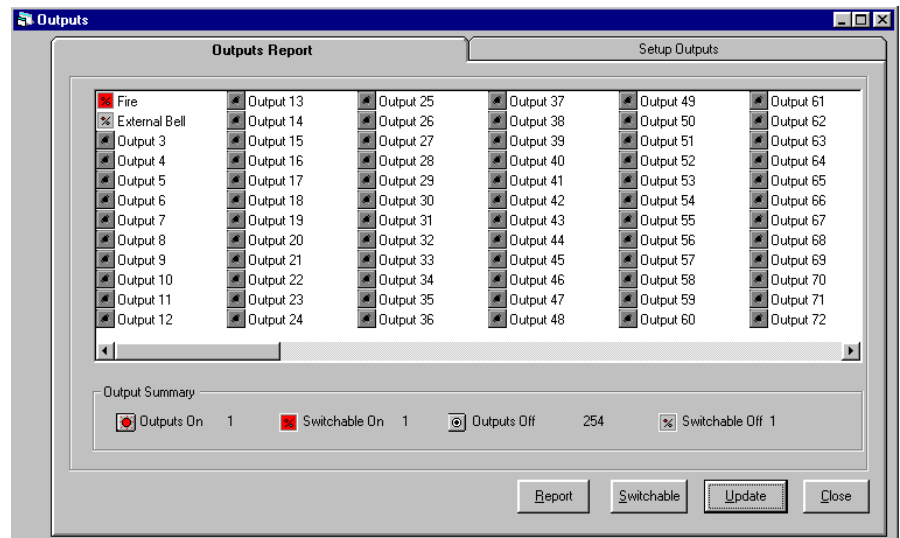 Outputs
Outputs Report Setup Outputs
Fire Output 13 Output 25 Output 37 Output 49 Output 61
External Bell Output 14 Output 26 Output 38 Output 50 Output 62
Output 3 Output 15 Output 27 Output 39 Output 51 Output 63
Output 4 Output 16 Output 28 Output 40 Output 52 Output 64
Output 5 Output 17 Output 29 Output 41 Output 53 Output 65
Output 6 Output 18 Output 30 Output 42 Output 54 Output 66
Output 7 Output 19 Output 31 Output 43 Output 55 Output 67
Output 8 Output 20 Output 32 Output 44 Output 56 Output 68
Output 9 Output 21 Output 33 Output 45 Output 57 Output 69
Output 10 Output 22 Output 34 Output 46 Output 58 Output 70
Output 11 Output 23 Output 35 Output 47 Output 59 Output 71
Output 12 Output 24 Output 36 Output 48 Output 60 Output 72
Output Summary
Outputs On 1 Switchable On 1 Outputs Off 254 Switchable Off 1
Report Switchable Update Close